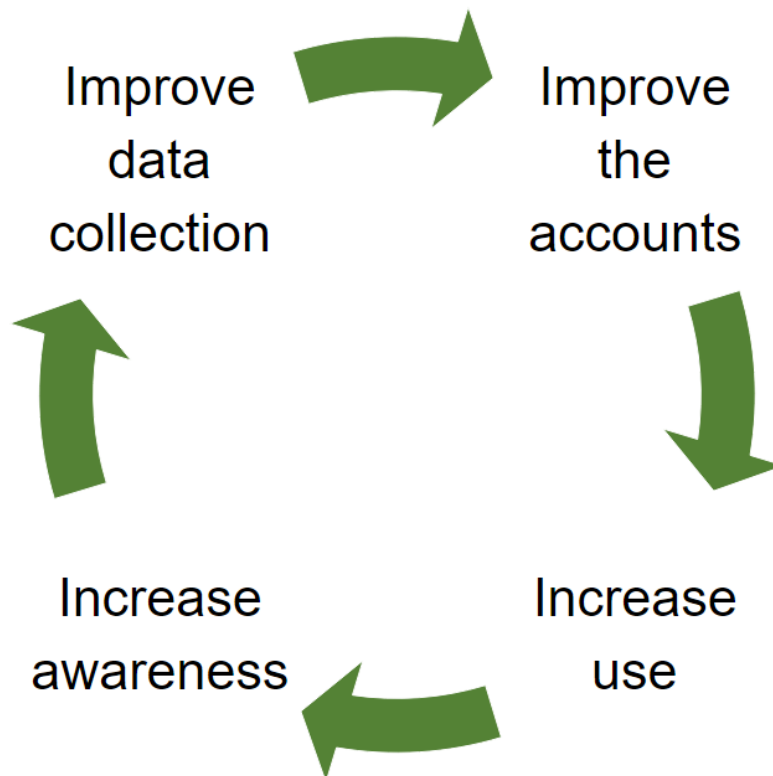 Improve
data
collection
Improve
the
accounts
Increase
use
Increase
awareness